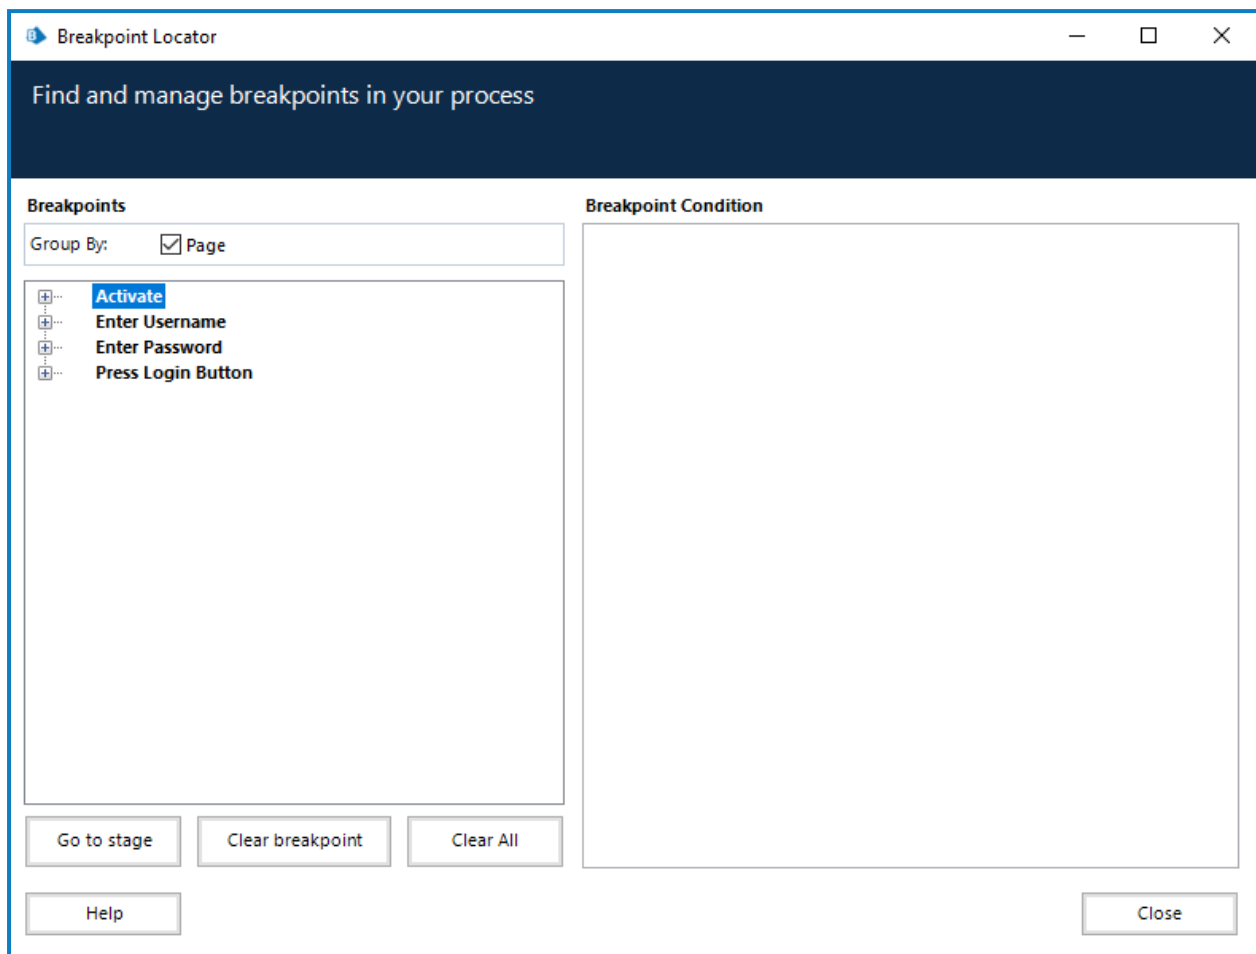 Breakpoint Locator
Find and manage breakpoints in your process
Breakpoints
Group By: Page
Activate
Enter Username
Enter Password
Press Login Button
Go to stage Clear breakpoint Clear All
Help
Breakpoint Condition
Close